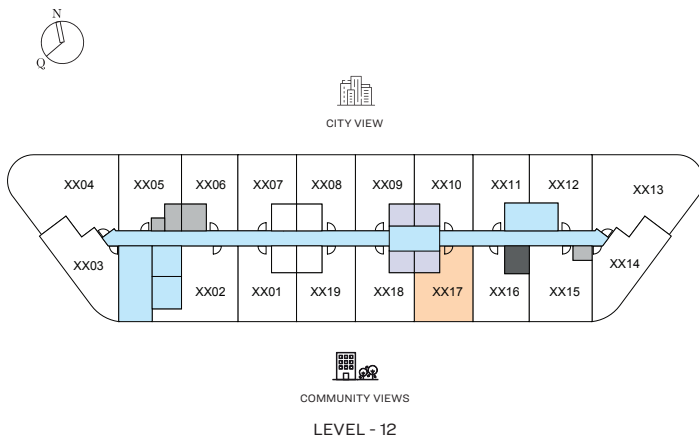 N
Q
CITY VIEW
XX04 XX05 XX06 XX07 XX08 XX09 XX10 XX11 XX12 XX13
XX03 XX14
XX02 XX01 XX19 XX18 XX17 XX16 XX15
COMMUNITY VIEWS
LEVEL - 12